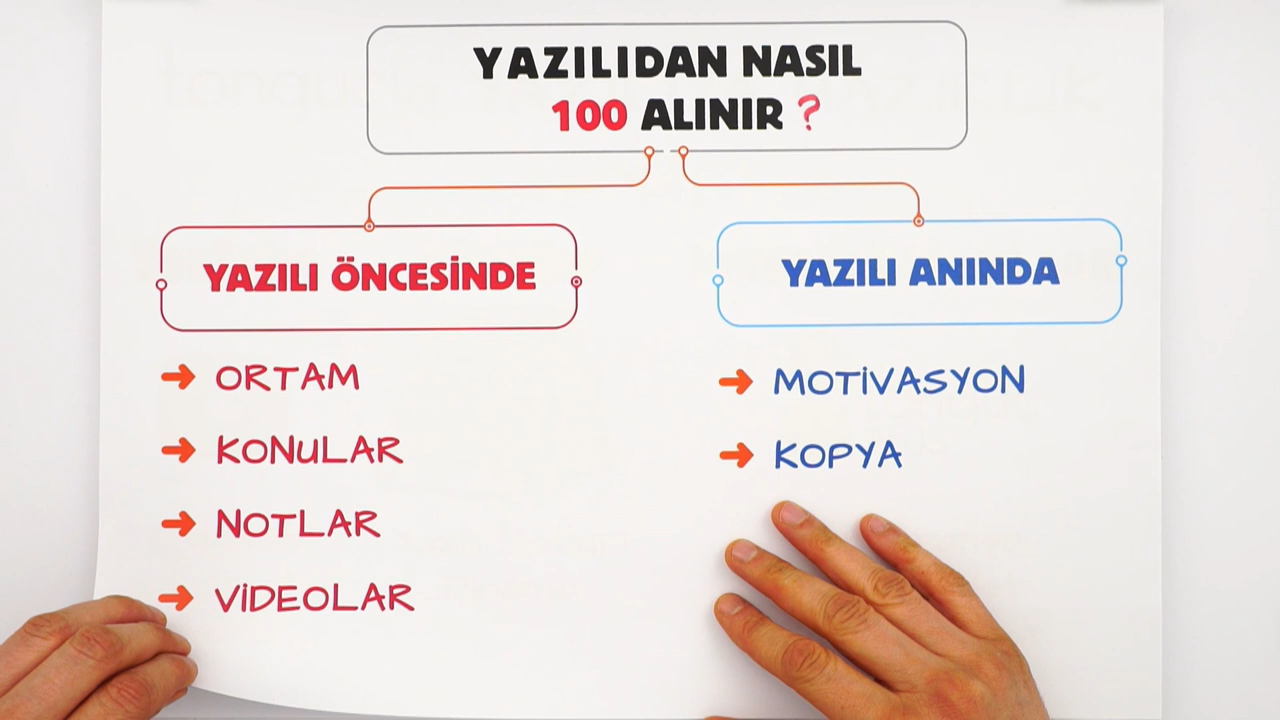 YAZILIDAN NASIL
100 ALINIR ?
YAZILI ÖNCESİNDE
ORTAM
KONULAR
NOTLAR
VİDEOLAR
YAZILI ANINDA
MOTİVASYON
KOPYA